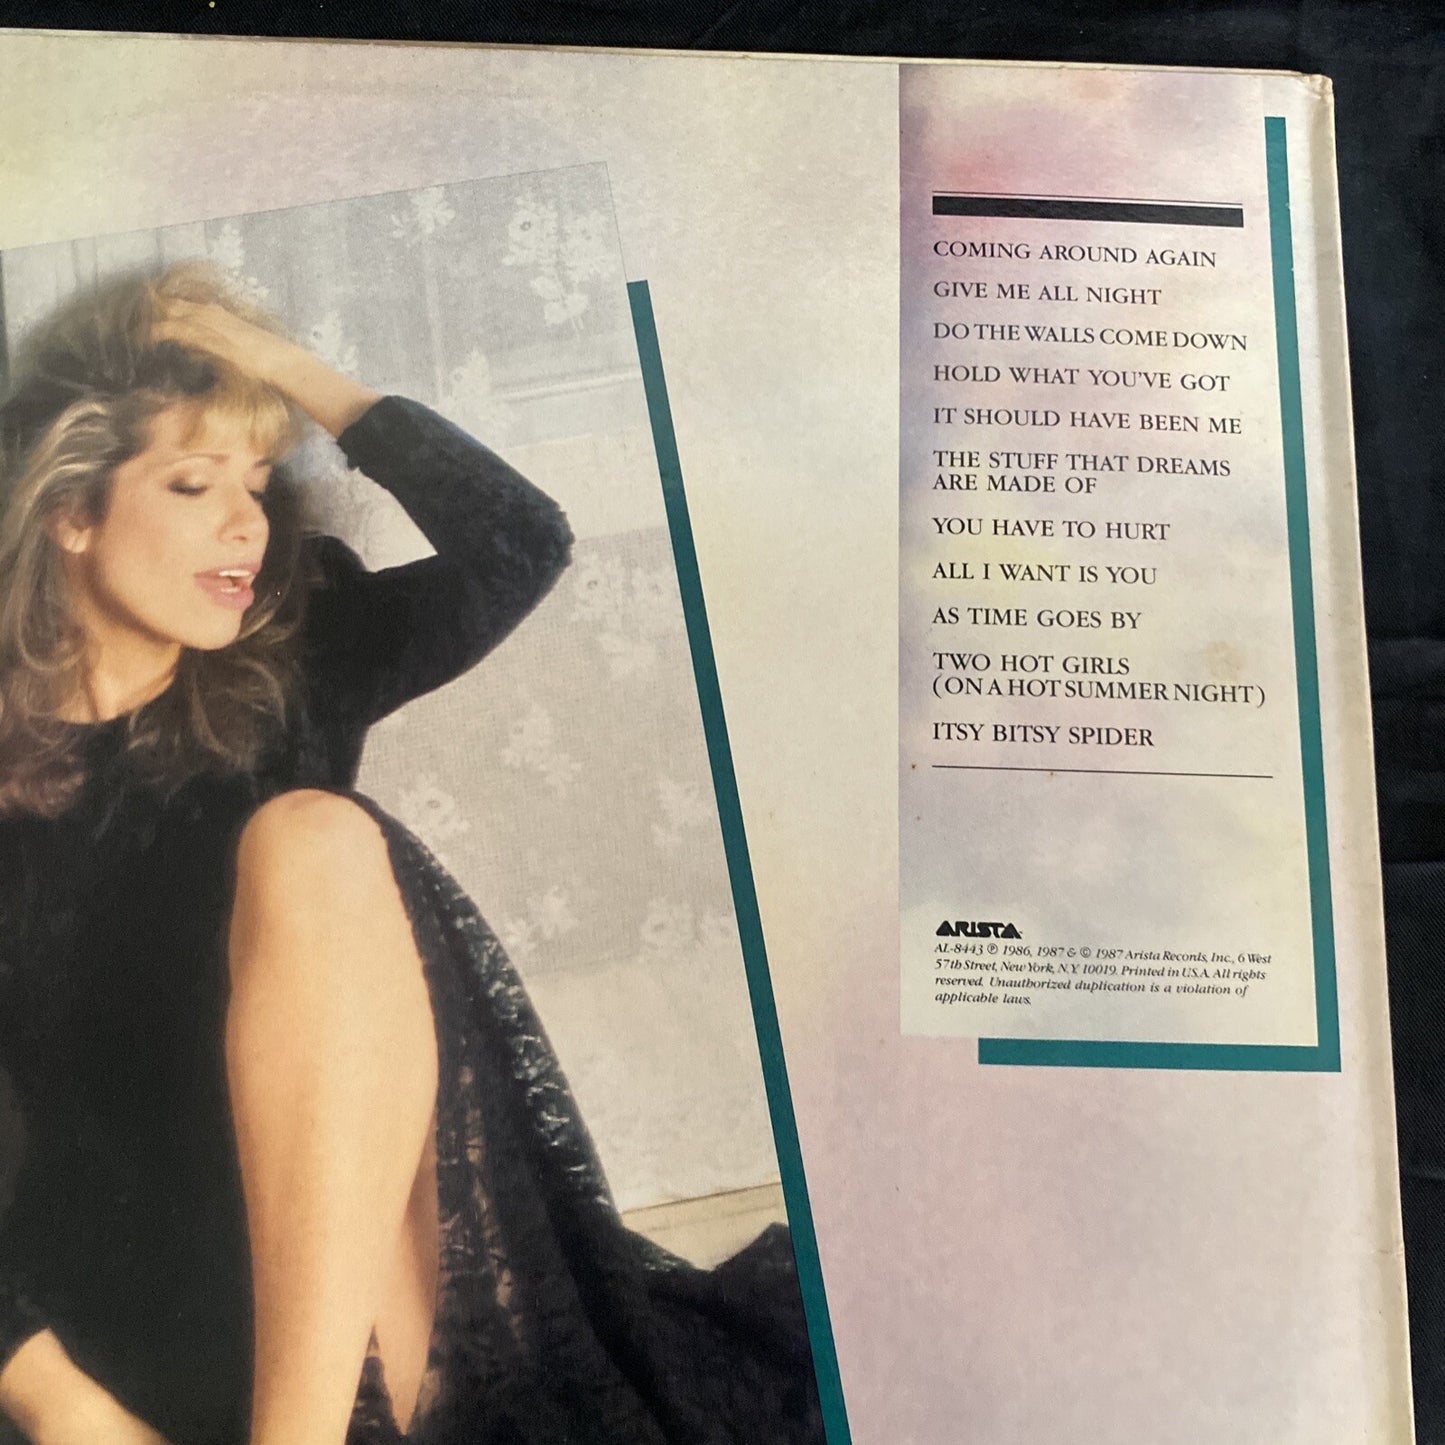 COMING AROUND AGAIN
GIVE ME ALL NIGHT
DO THE WALLS COME DOWN
HOLD WHAT YOU'VE GOT
IT SHOULD HAVE BEEN ME
THE STUFF THAT DREAMS
ARE MADE OF
YOU HAVE TO HURT
ALL I WANT IS YOU
AS TIME GOES BY
TWO HOT GIRLS
(ON A HOT SUMMER NIGHT)
ITSY BITSY SPIDER
ARISTA
AL-8443 ℗ 1986, 1987 & © 1987 Arista Records, Inc., 6 West
57th Street, New York, N.Y. 10019. Printed in U.S.A. All rights
reserved. Unauthorized duplication is a violation of
applicable laws.